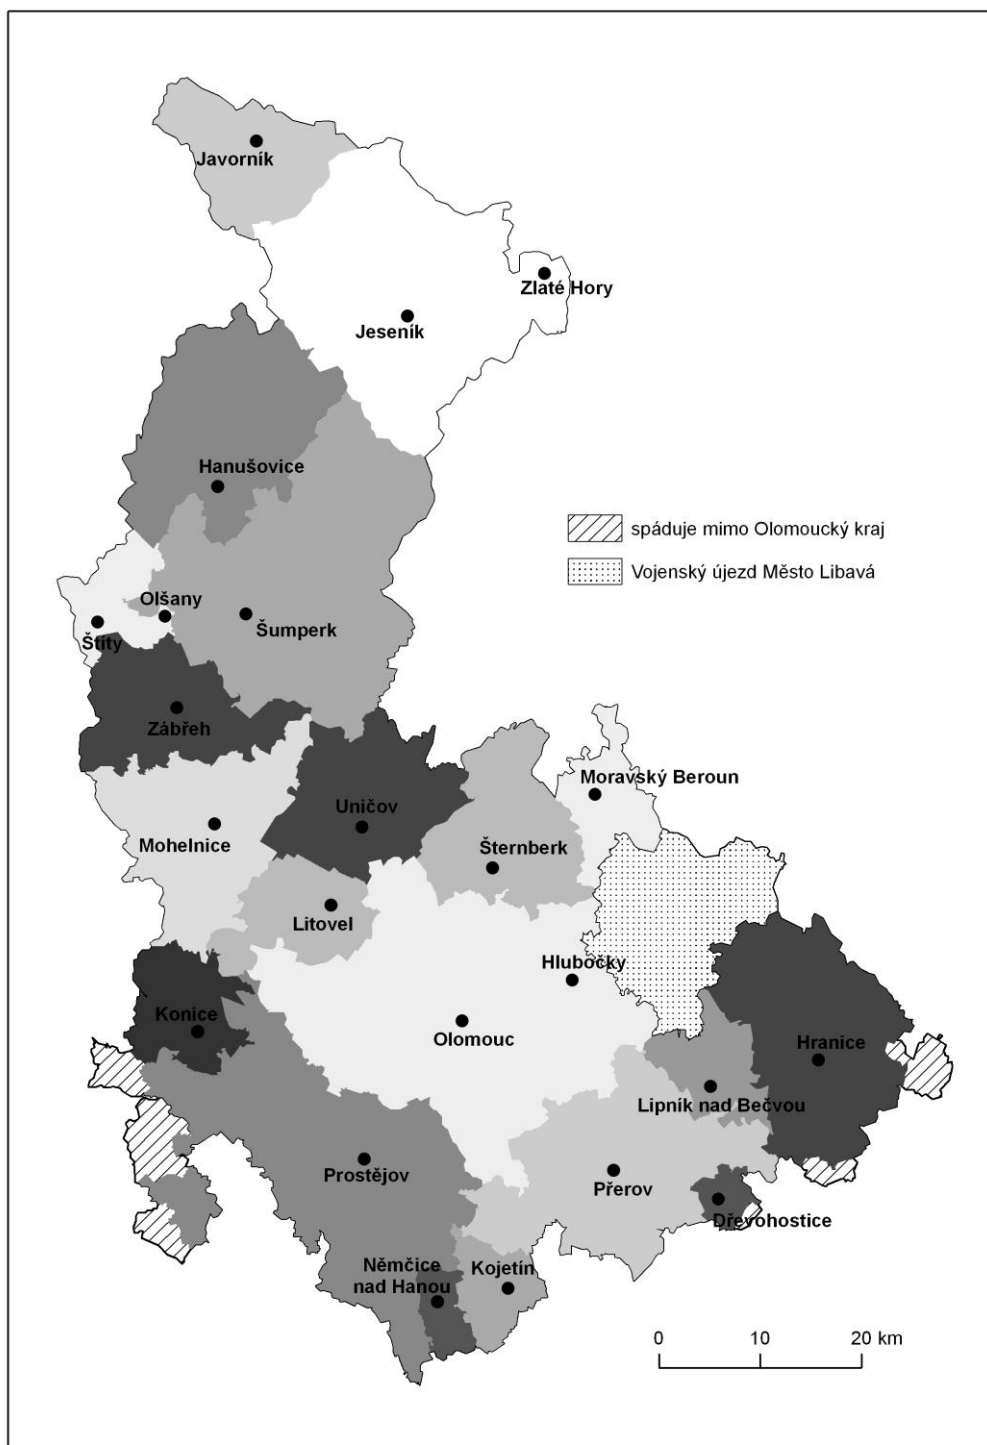 Javorník
Zlaté Hory
Jeseník
Hanušovice
spáduje mimo Olomoucký kraj
Vojenský újezd Město Libavá
Olšany
Štíty
Šumperk
Zábřeh
Moravský Beroun
Uničov
Mohelnice
Šternberk
Litovel
Hlubočky
Konice
Olomouc
Hranice
Lipník nad Bečvou
Prostějov
Přerov
Dřevohostice
Němčice
nad Hanou
Kojetín
0 10 20 km